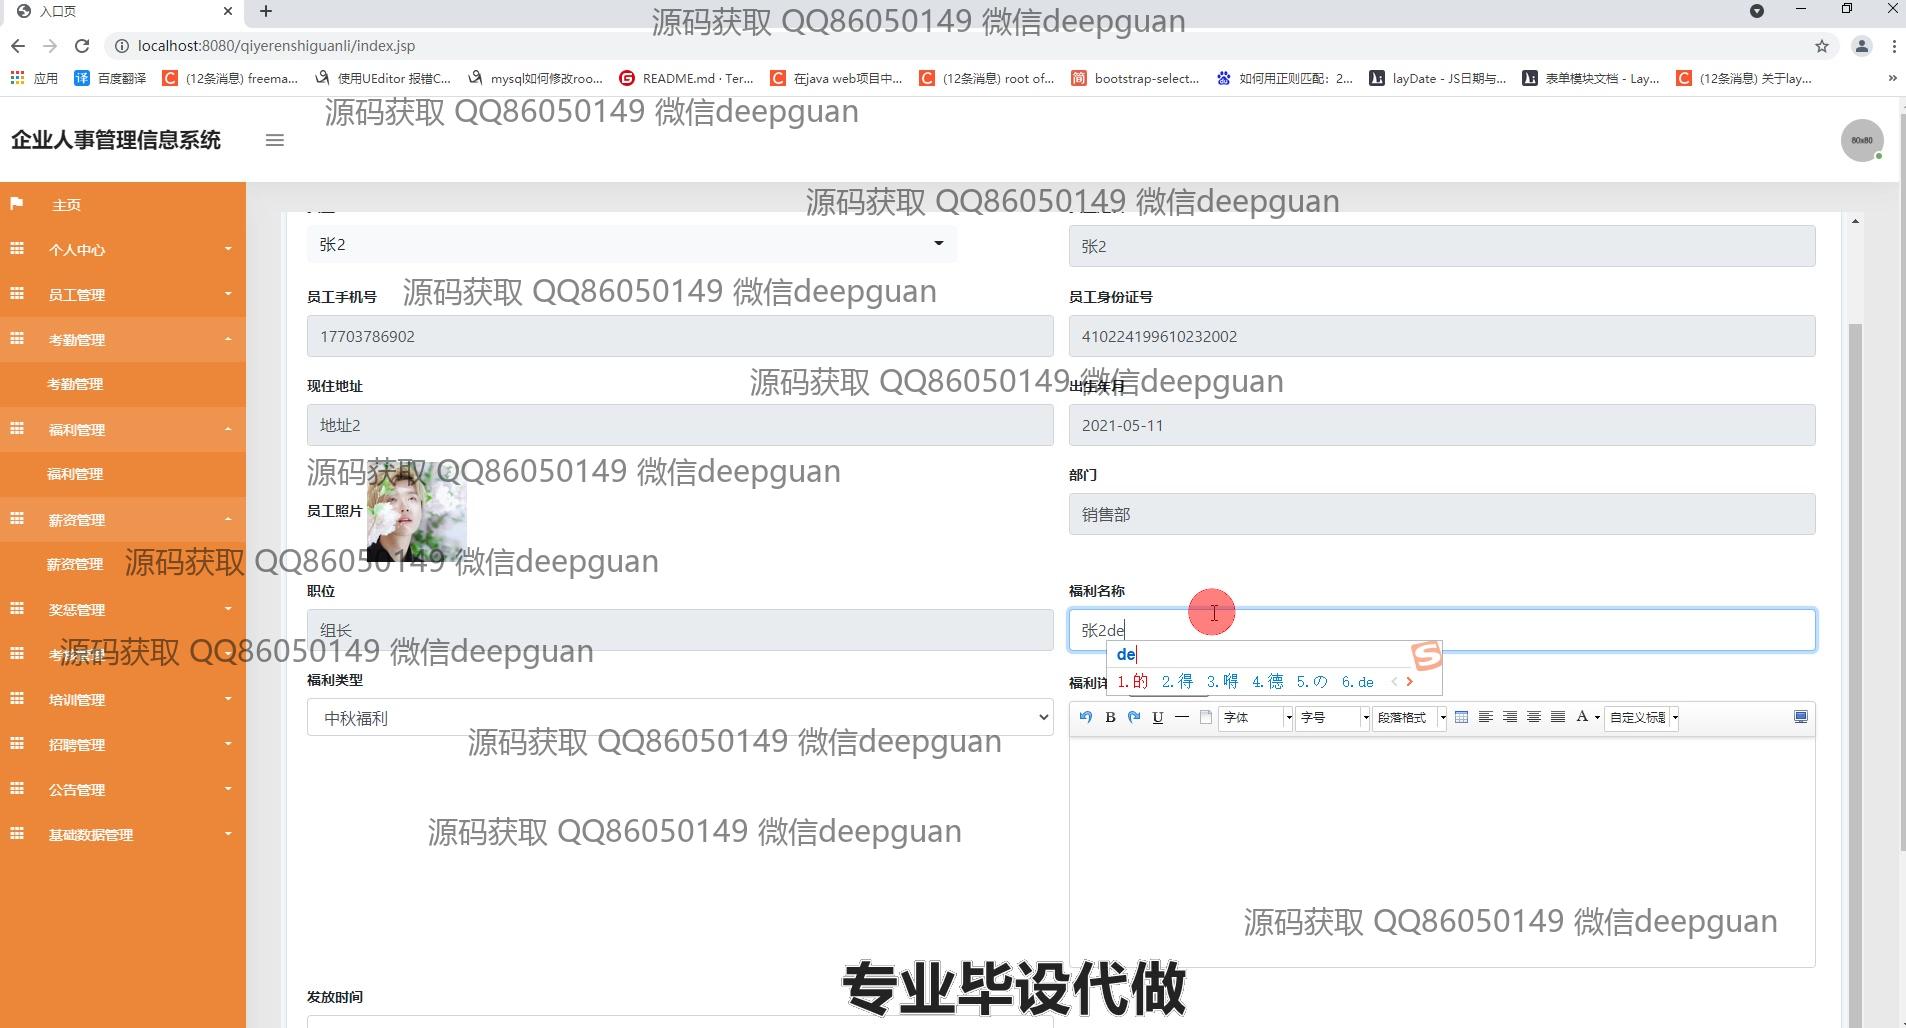 入口页
源码获取 QQ86050149 微信deepguan
localhost:8080/qiyerenshiguanli/index.jsp
应用
译 百度翻译
C (12条消息) freema...
使用UEditor 报错C...
mysql如何修改roo...
G README.md · Ter...
C 在java web项目中...
C (12条消息) root of...
简 bootstrap-select...
如何用正则匹配：2...
layDate - JS日期与...
表单模块文档 - Lay...
C (12条消息) 关于lay...
源码获取 QQ86050149 微信deepguan
企业人事管理信息系统
80x80
主页
个人中心
员工管理
考勤管理
考勤管理
福利管理
福利管理
薪资管理
薪资管理
奖惩管理
培训管理
招聘管理
公告管理
基础数据管理
源码获取 QQ86050149 微信deepguan
张2
张2
员工手机号
源码获取 QQ86050149 微信deepguan
员工身份证号
17703786902
410224199610232002
现住地址
源码获取 QQ86050149 微信deepguan
出生年月
地址2
2021-05-11
源码获取 QQ86050149 微信deepguan
部门
员工照片
销售部
源码获取 QQ86050149 微信deepguan
职位
福利名称
组长
张2de
源码获取 QQ86050149 微信deepguan
de
1.的 2.得 3.嘚 4.德 5.の 6.de
福利类型
福利详
中秋福利
B U 字体 字号 段落格式 A 自定义标题
源码获取 QQ86050149 微信deepguan
源码获取 QQ86050149 微信deepguan
源码获取 QQ86050149 微信deepguan
专业毕设代做
发放时间